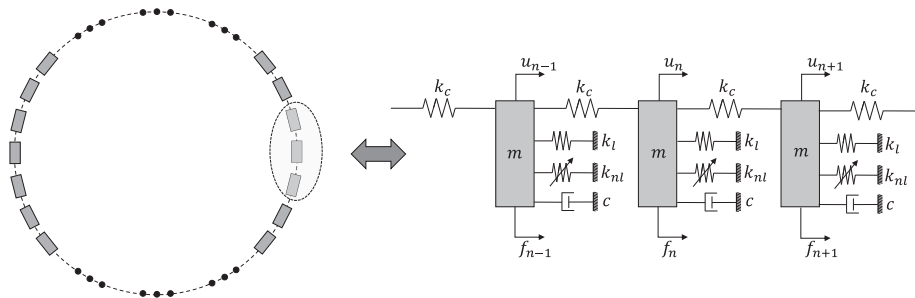 u_{n-1} u_n u_{n+1}
k_c k_c k_c k_c
k_l k_l k_l
m m m
k_{nl} k_{nl} k_{nl}
c c c
f_{n-1} f_n f_{n+1}